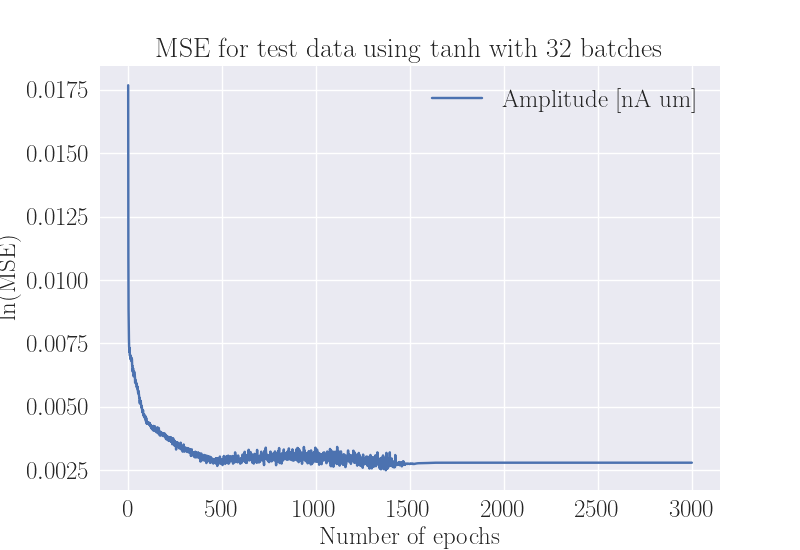 MSE for test data using tanh with 32 batches
Amplitude [nA um]
ln(MSE)
0.0175
0.0150
0.0125
0.0100
0.0075
0.0050
0.0025
0 500 1000 1500 2000 2500 3000
Number of epochs